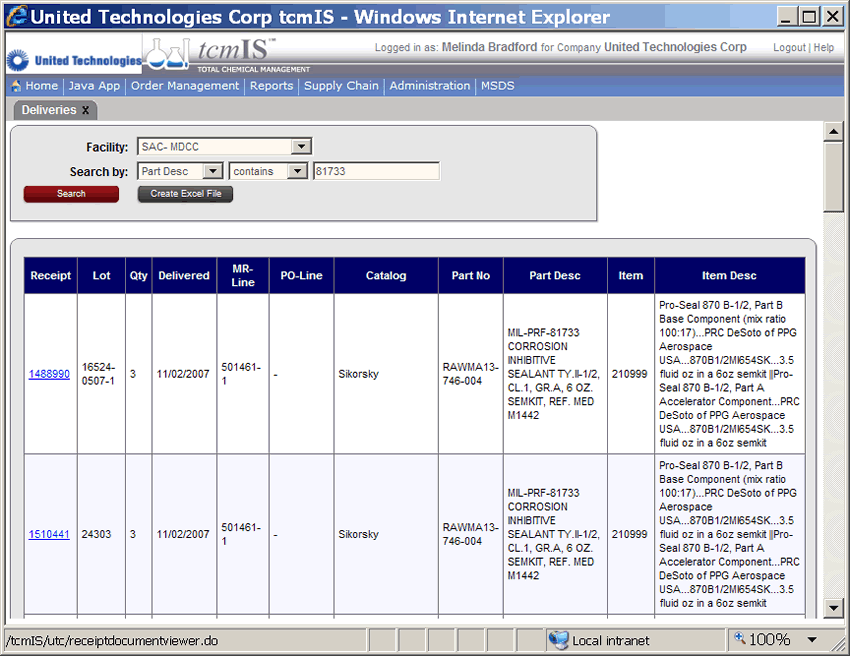 United Technologies Corp tcmIS - Windows Internet Explorer
United Technologies
tcmIS™
TOTAL CHEMICAL MANAGEMENT
Logged in as: Melinda Bradford for Company United Technologies Corp
Logout | Help
Home | Java App | Order Management | Reports | Supply Chain | Administration | MSDS
Deliveries X
Facility: SAC- MDCC
Search by: Part Desc contains 81733
Search Create Excel File
Receipt Lot Qty Delivered MR-
Line PO-Line Catalog Part No Part Desc Item Item Desc
1488990
16524-
0507-1
3
11/02/2007
501461-
1
-
Sikorsky
RAWMA13-
746-004
MIL-PRF-81733
CORROSION
INHIBITIVE
SEALANT TY.II-1/2,
CL.1, GR.A, 6 OZ.
SEMKIT, REF. MED
M1442
210999
Pro-Seal 870 B-1/2, Part B
Base Component (mix ratio
100:17)...PRC DeSoto of PPG
Aerospace
USA...870B1/2MI654SK...3.5
fluid oz in a 6oz semkit ||Pro-
Seal 870 B-1/2, Part A
Accelerator Component...PRC
DeSoto of PPG Aerospace
USA...870B1/2MI654SK...3.5
fluid oz in a 6oz semkit
1510441
24303
3
11/02/2007
501461-
1
-
Sikorsky
RAWMA13-
746-004
MIL-PRF-81733
CORROSION
INHIBITIVE
SEALANT TY.II-1/2,
CL.1, GR.A, 6 OZ.
SEMKIT, REF. MED
M1442
210999
Pro-Seal 870 B-1/2, Part B
Base Component (mix ratio
100:17)...PRC DeSoto of PPG
Aerospace
USA...870B1/2MI654SK...3.5
fluid oz in a 6oz semkit ||Pro-
Seal 870 B-1/2, Part A
Accelerator Component...PRC
DeSoto of PPG Aerospace
USA...870B1/2MI654SK...3.5
fluid oz in a 6oz semkit
/tcmIS/utc/receiptdocumentviewer.do
Local intranet
100%